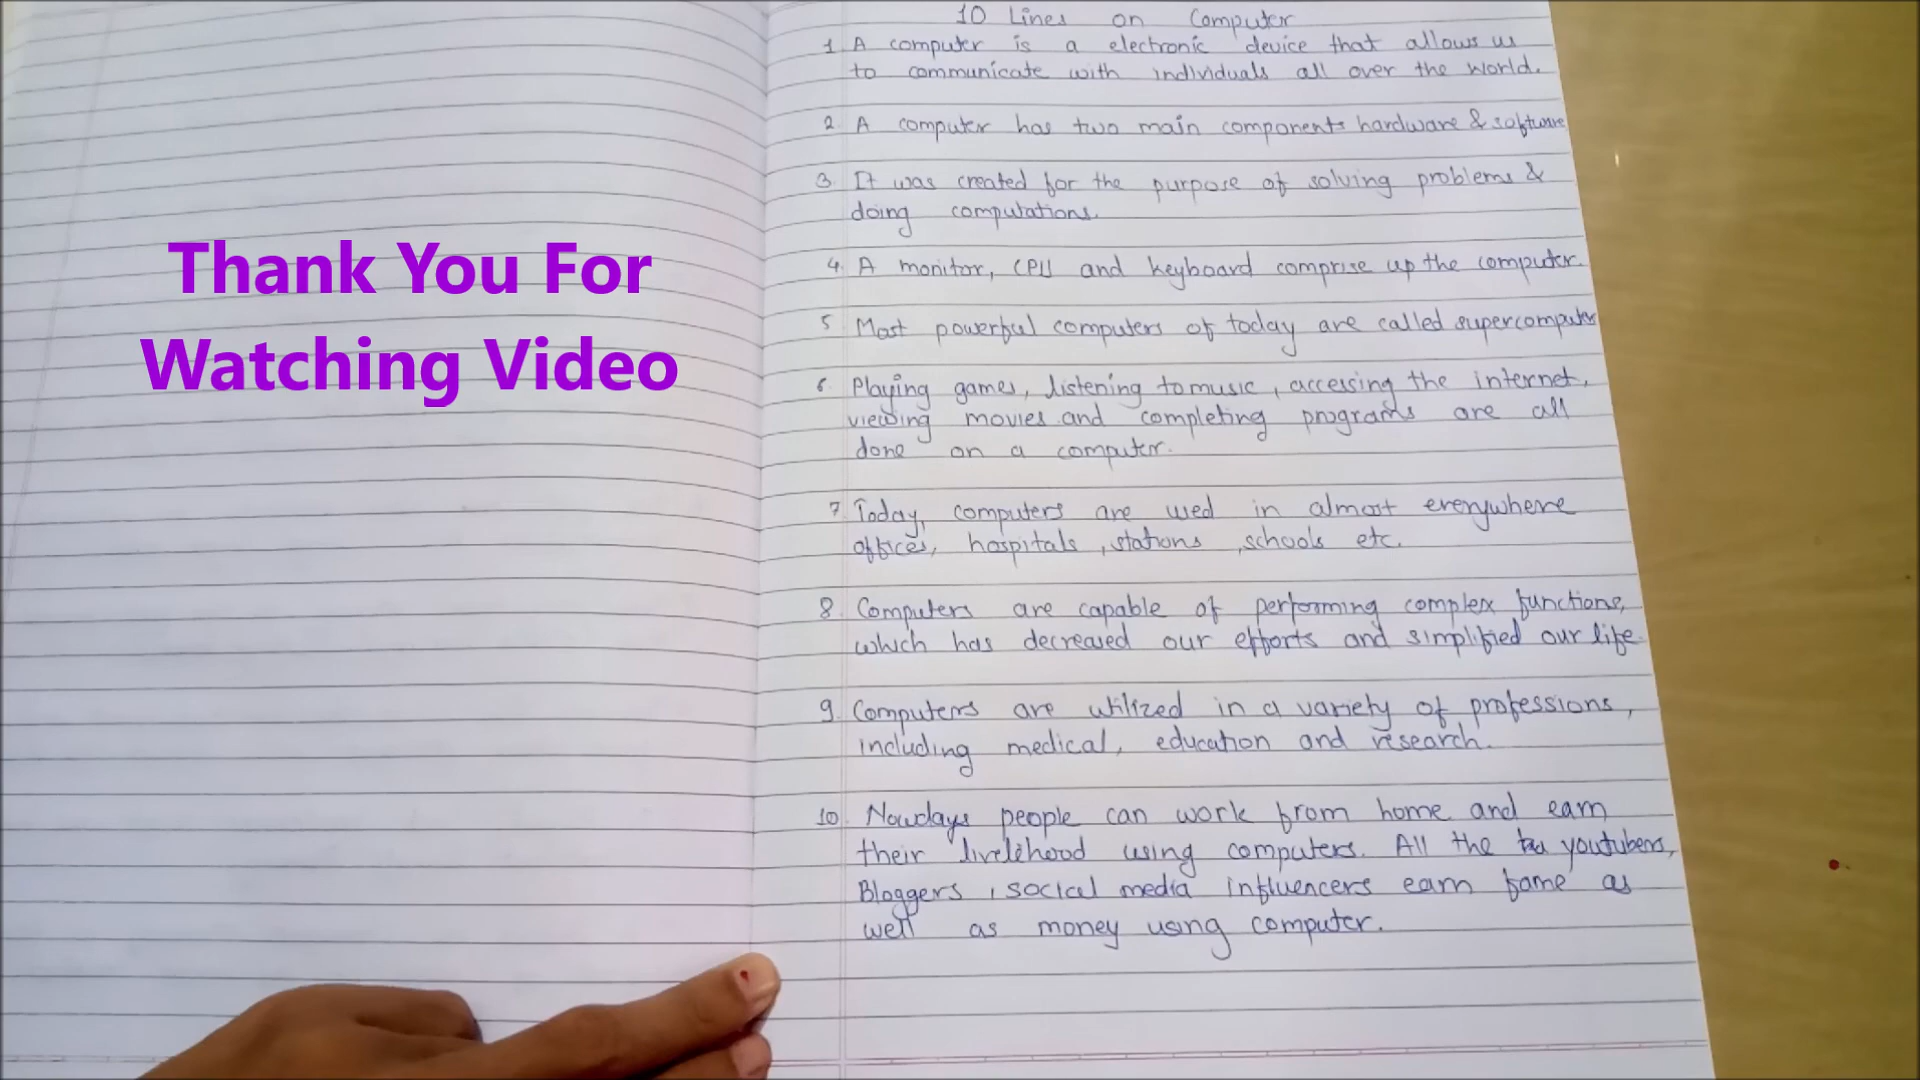 Thank You For
Watching Video
10 Lines on Computer
1. A computer is a electronic device that allows us
to communicate with individuals all over the world.
2. A computer has two main components hardware & software
3. It was created for the purpose of solving problems &
doing computations.
4. A monitor, CPU and keyboard comprise up the computer.
5. Most powerful computers of today are called supercomputer
6. Playing games, listening to music, accessing the internet,
viewing movies and completing programs are all
done on a computer.
7. Today, computers are used in almost everywhere
offices, hospitals, stations, schools etc.
8. Computers are capable of performing complex functions,
which has decreased our efforts and simplified our life.
9. Computers are utilized in a variety of professions,
including medical, education and research.
10. Nowdays people can work from home and earn
their livelihood using computers. All the youtubers,
Bloggers, social media influencers earn fame as
well as money using computer.